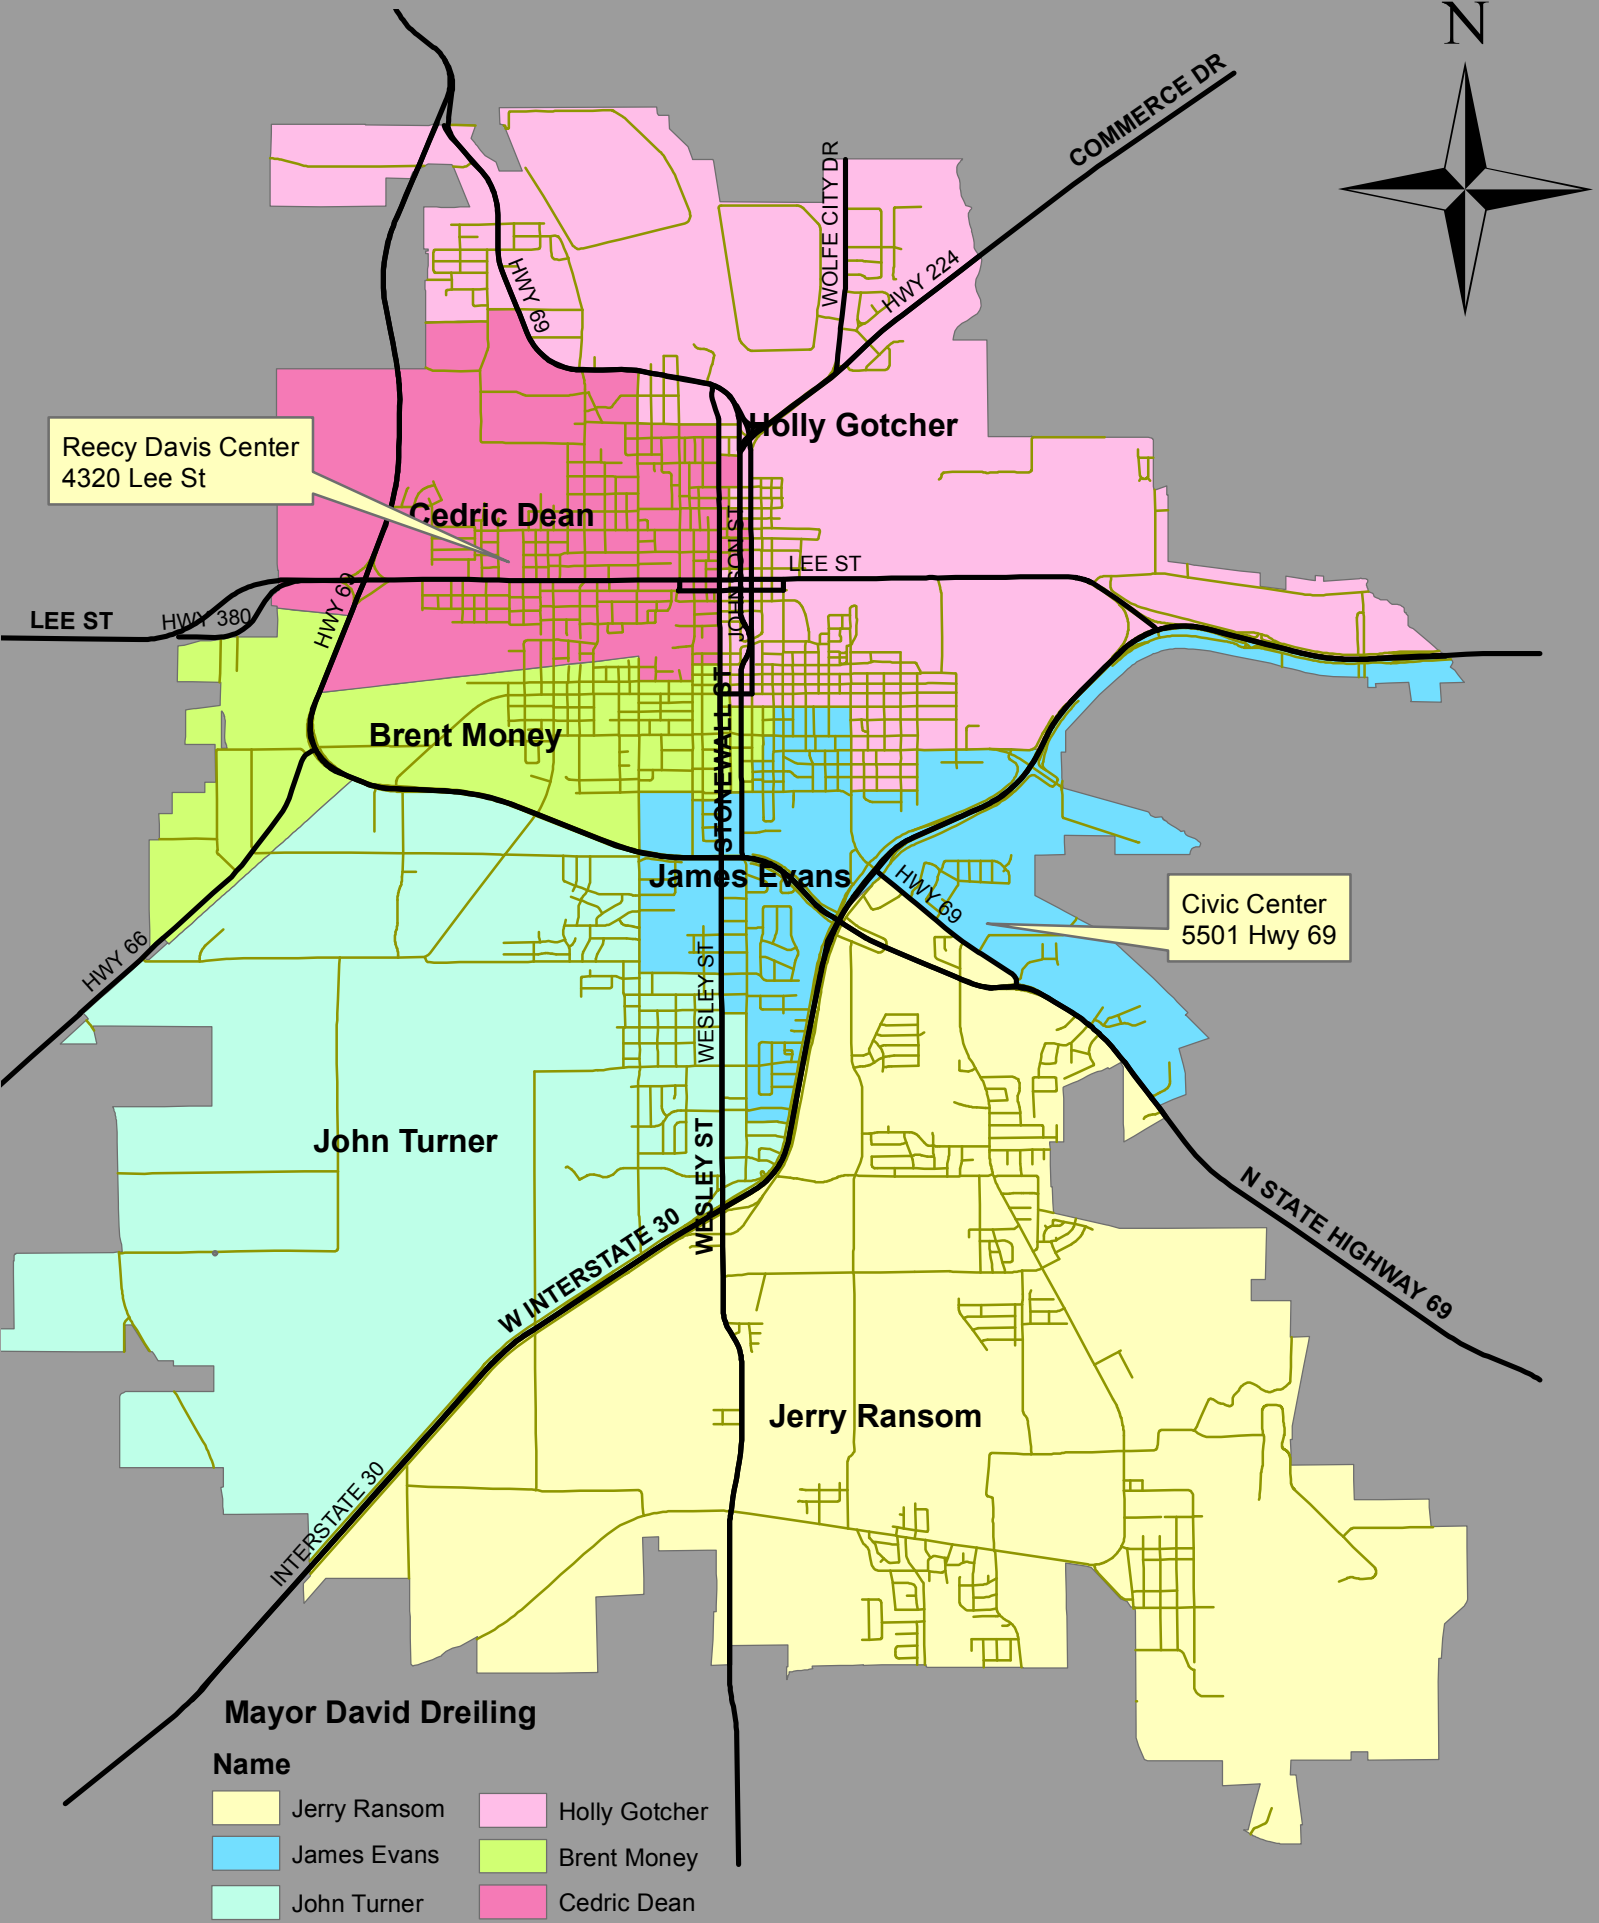 N
COMMERCE DR
WOLFE CITY DR
HWY 224
HWY 69
Holly Gotcher
Reecy Davis Center
4320 Lee St
Cedric Dean
JOHNSON ST
LEE ST
HWY 69
LEE ST
HWY 380
STONEWALL ST
Brent Money
James Evans
HWY 69
Civic Center
5501 Hwy 69
HWY 66
WESLEY ST
John Turner
WESLEY ST
N STATE HIGHWAY 69
W INTERSTATE 30
Jerry Ransom
INTERSTATE 30
Mayor David Dreiling
Name
Jerry Ransom
Holly Gotcher
James Evans
Brent Money
John Turner
Cedric Dean